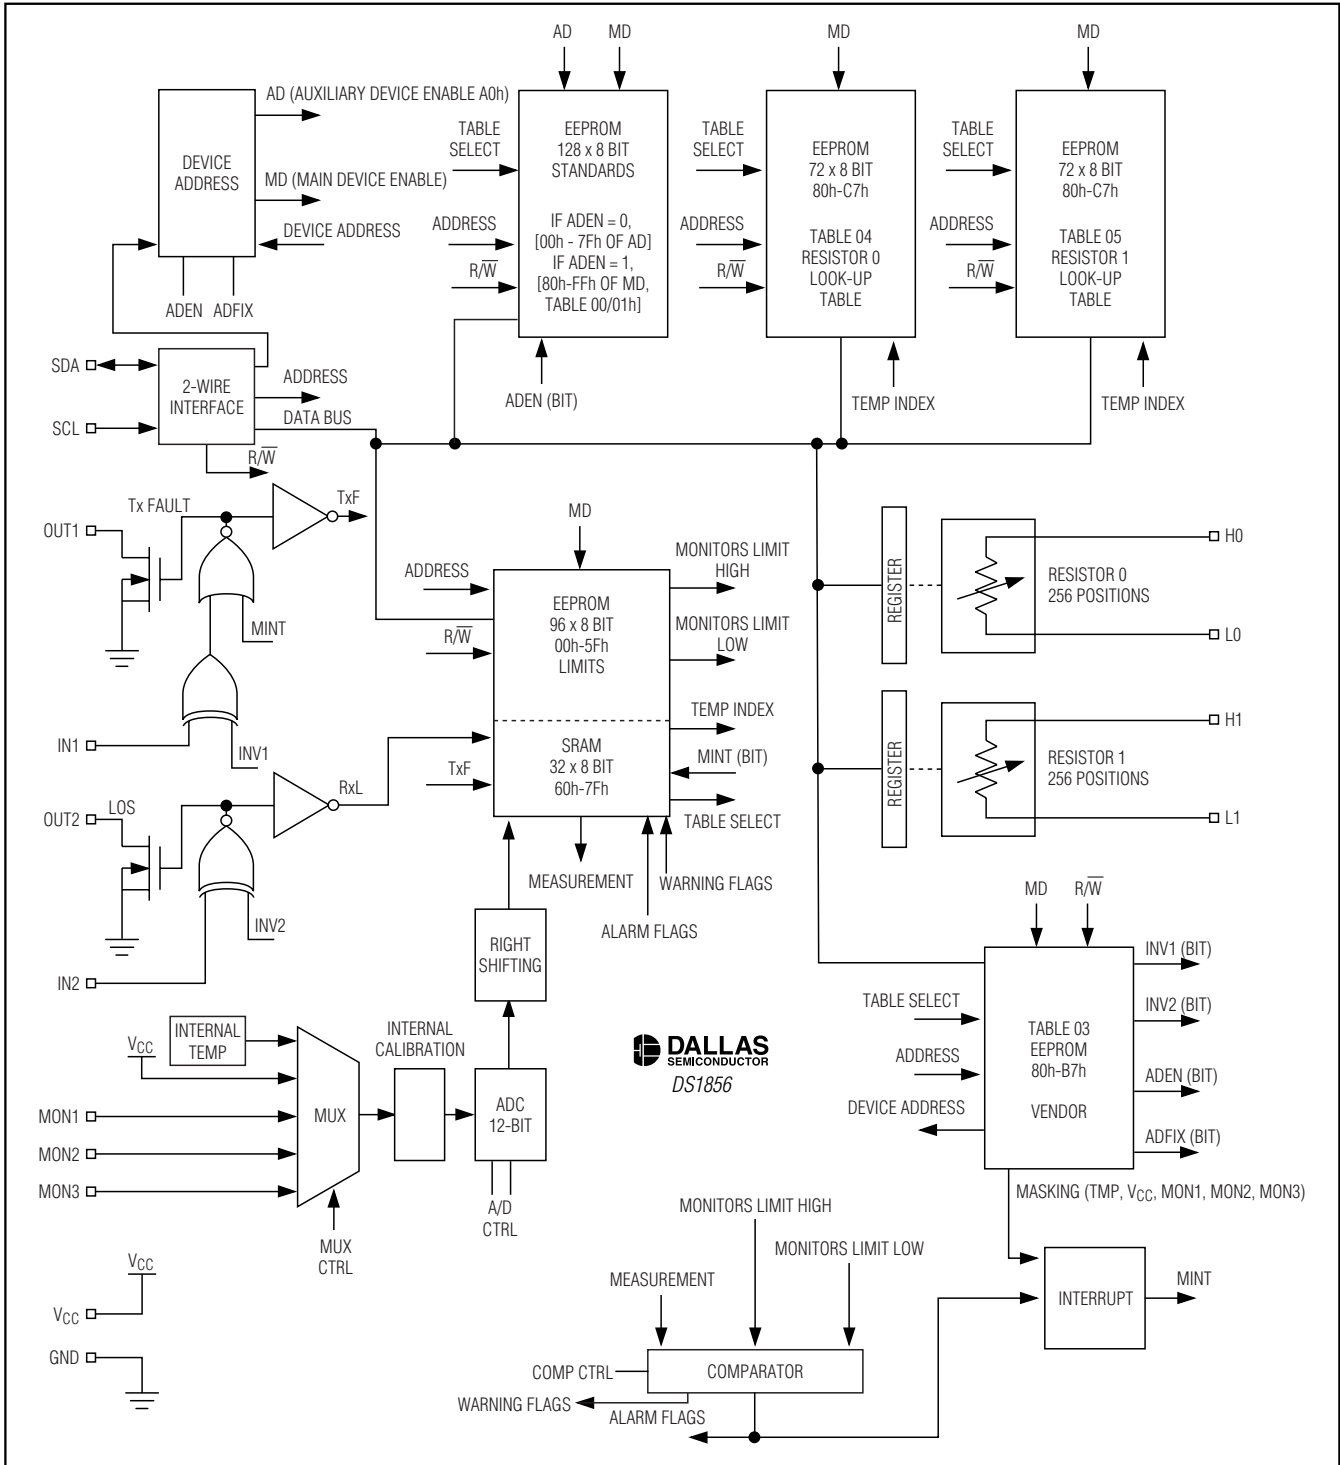 AD MD MD MD
AD (AUXILIARY DEVICE ENABLE A0h)
DEVICE
ADDRESS
MD (MAIN DEVICE ENABLE)
DEVICE ADDRESS
ADEN ADFIX
TABLE
SELECT
ADDRESS
R/W̅
EEPROM
128 x 8 BIT
STANDARDS
IF ADEN = 0,
[00h - 7Fh OF AD]
IF ADEN = 1,
[80h-FFh OF MD,
TABLE 00/01h]
ADEN (BIT)
TABLE
SELECT
ADDRESS
R/W̅
EEPROM
72 x 8 BIT
80h-C7h
TABLE 04
RESISTOR 0
LOOK-UP
TABLE
TEMP INDEX
TABLE
SELECT
ADDRESS
R/W̅
EEPROM
72 x 8 BIT
80h-C7h
TABLE 05
RESISTOR 1
LOOK-UP
TABLE
TEMP INDEX
SDA
SCL
2-WIRE
INTERFACE
ADDRESS
DATA BUS
R/W̅
Tx FAULT
TxF
OUT1
MINT
IN1
INV1
RxL
LOS
OUT2
INV2
IN2
MD
ADDRESS
R/W̅
EEPROM
96 x 8 BIT
00h-5Fh
LIMITS
SRAM
32 x 8 BIT
60h-7Fh
TxF
MONITORS LIMIT
HIGH
MONITORS LIMIT
LOW
TEMP INDEX
MINT (BIT)
TABLE SELECT
MEASUREMENT
WARNING FLAGS
ALARM FLAGS
REGISTER
RESISTOR 0
256 POSITIONS
H0
L0
REGISTER
RESISTOR 1
256 POSITIONS
H1
L1
RIGHT
SHIFTING
INTERNAL
TEMP
VCC
MON1
MON2
MON3
MUX
MUX
CTRL
INTERNAL
CALIBRATION
ADC
12-BIT
A/D
CTRL
DALLAS
SEMICONDUCTOR
DS1856
MD R/W̅
TABLE SELECT
ADDRESS
DEVICE ADDRESS
TABLE 03
EEPROM
80h-B7h
VENDOR
INV1 (BIT)
INV2 (BIT)
ADEN (BIT)
ADFIX (BIT)
MASKING (TMP, VCC, MON1, MON2, MON3)
VCC
VCC
GND
MONITORS LIMIT HIGH
MONITORS LIMIT LOW
MEASUREMENT
COMP CTRL
COMPARATOR
WARNING FLAGS
ALARM FLAGS
INTERRUPT
MINT